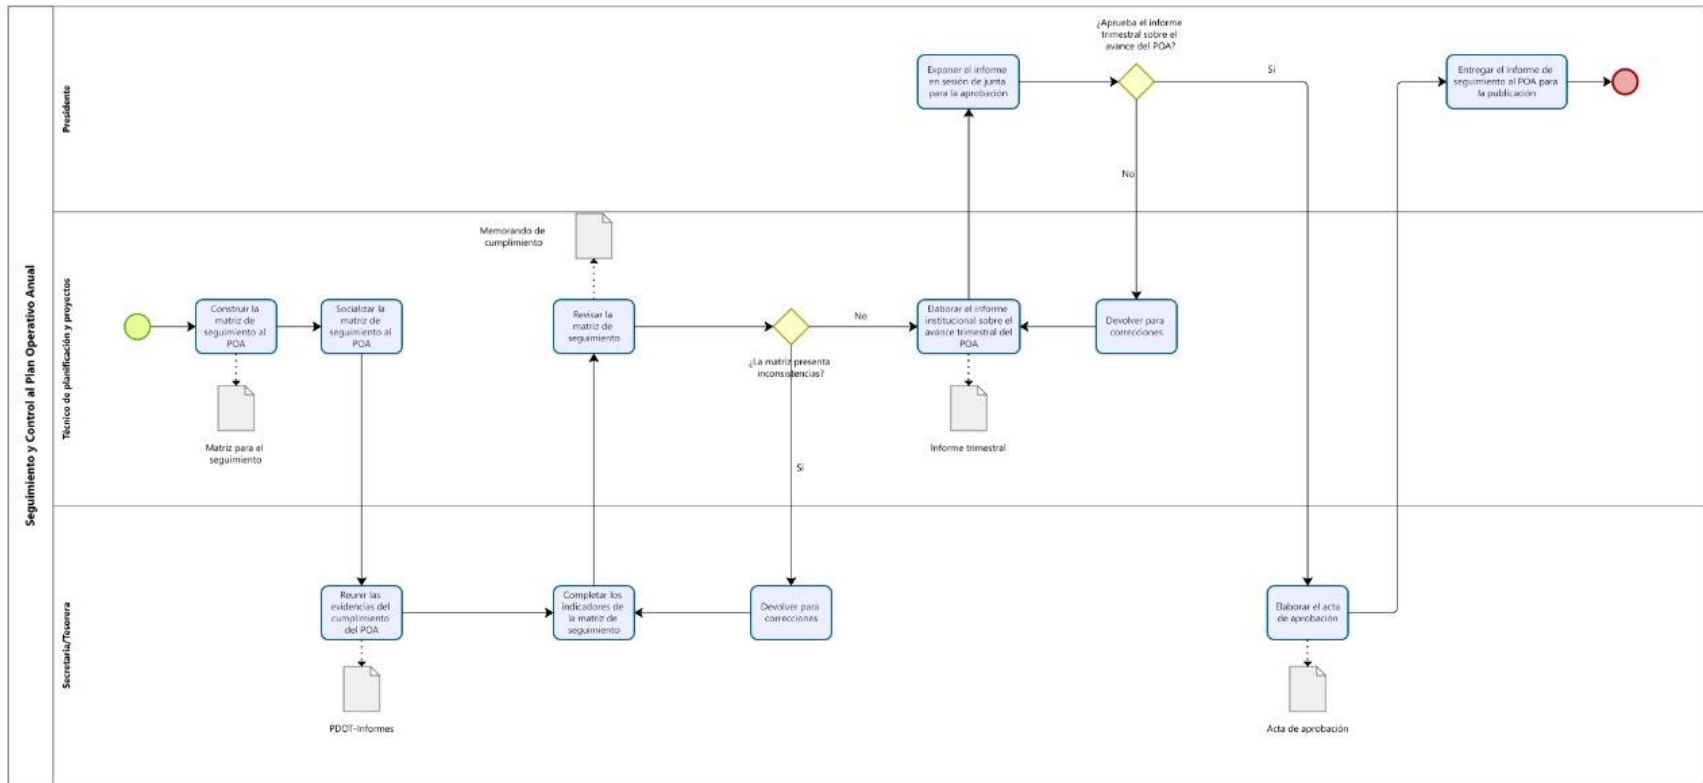 Seguimiento y Control al Plan Operativo Anual
Presidente
¿Aprueba el informe
trimestral sobre el
avance del POA?
Exponer el informe
en sesión de junta
para la aprobación
Si
Entregar el informe de
seguimiento al POA para
la publicación
No
Técnico de planificación y proyectos
Memorando de
cumplimiento
Construir la
matriz de
seguimiento al
POA
Socializar la
matriz de
seguimiento al
POA
Revisar la
matriz de
seguimiento
No
Elaborar el informe
institucional sobre el
avance trimestral del
POA
Devolver para
correcciones
¿La matriz presenta
inconsistencias?
Matriz para el
seguimiento
Informe trimestral
Si
Secretaria/Tesorera
Reunir las
evidencias del
cumplimiento
del POA
Completar los
indicadores de
la matriz de
seguimiento
Devolver para
correcciones
Elaborar el acta
de aprobación
PDOT-Informes
Acta de aprobación